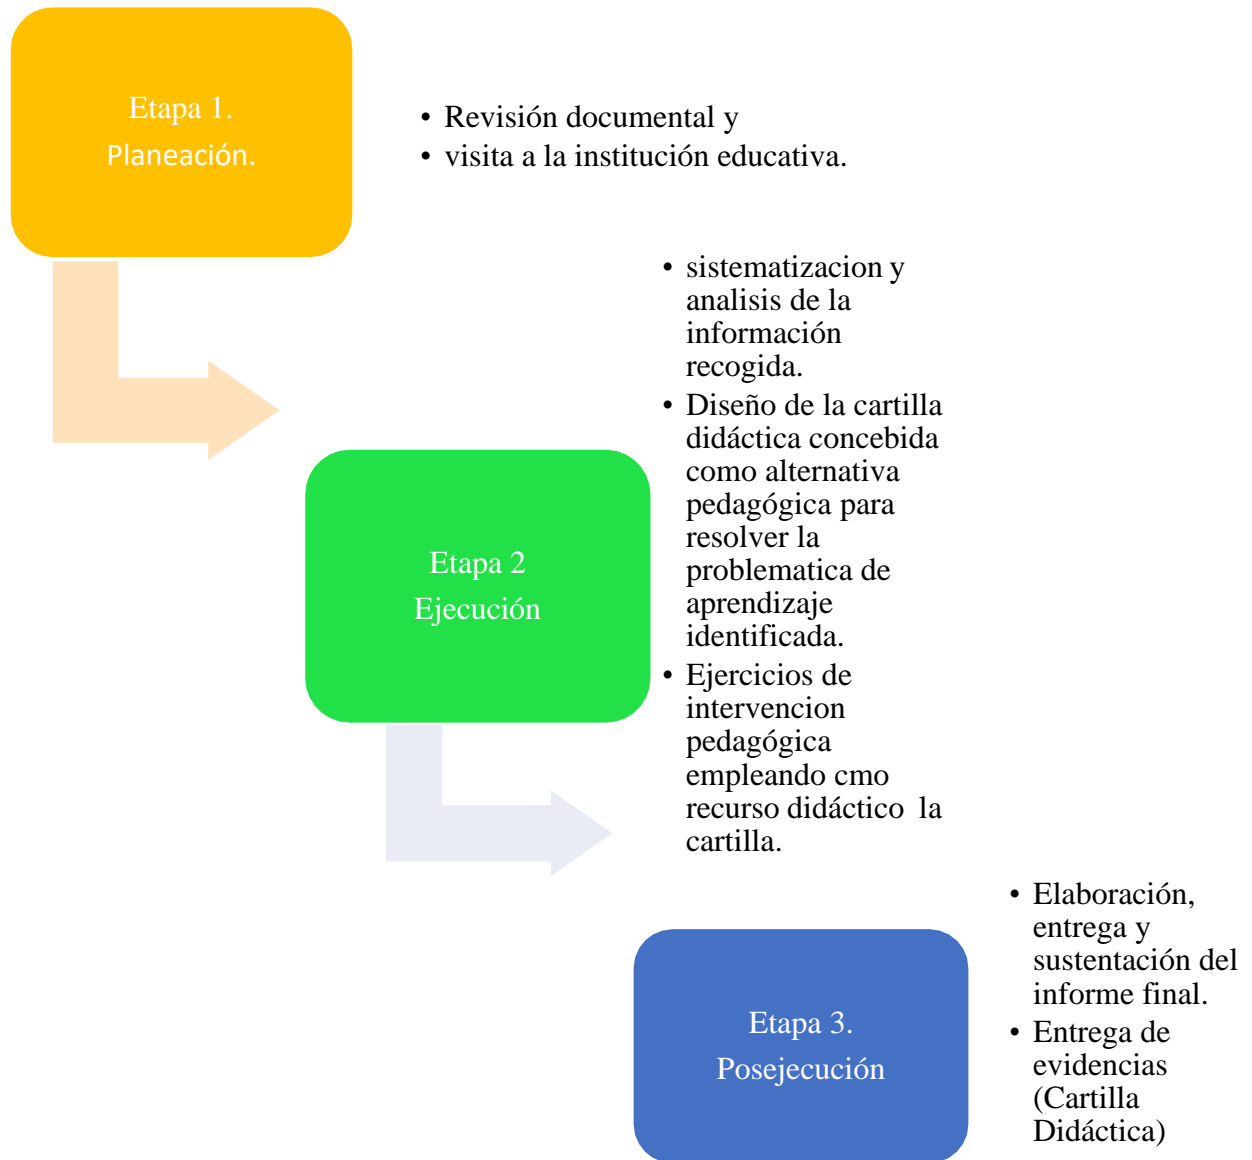 Etapa 1.
Planeación.
• Revisión documental y
• visita a la institución educativa.
Etapa 2
Ejecución
• sistematizacion y
analisis de la
información
recogida.
• Diseño de la cartilla
didáctica concebida
como alternativa
pedagógica para
resolver la
problematica de
aprendizaje
identificada.
• Ejercicios de
intervencion
pedagógica
empleando cmo
recurso didáctico  la
cartilla.
Etapa 3.
Posejecución
• Elaboración,
entrega y
sustentación del
informe final.
• Entrega de
evidencias
(Cartilla
Didáctica)